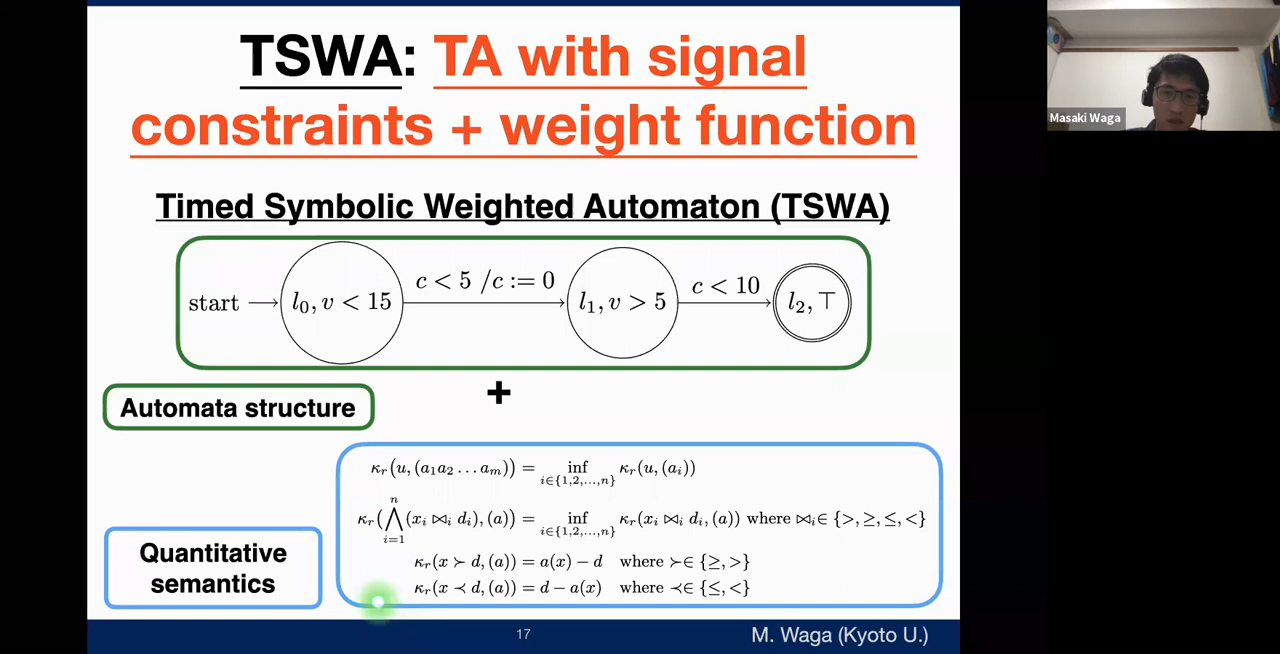 TSWA: TA with signal
constraints + weight function
Timed Symbolic Weighted Automaton (TSWA)
start l₀, v < 15 c < 5 /c := 0 l₁, v > 5 c < 10 l₂, ⊤
+
Automata structure
κᵣ(u, (a₁a₂ … aₘ)) = inf_{i∈{1,2,…,n}} κᵣ(u, (aᵢ))
κᵣ(⋀_{i=1}^{n} (xᵢ ⋈ᵢ dᵢ), (a)) = inf_{i∈{1,2,…,n}} κᵣ(xᵢ ⋈ᵢ dᵢ, (a)) where ⋈ᵢ∈ {>, ≥, ≤, <}
κᵣ(x ≻ d, (a)) = a(x) − d where ≻∈ {≥, >}
κᵣ(x ≺ d, (a)) = d − a(x) where ≺∈ {≤, <}
Quantitative
semantics
17
M. Waga (Kyoto U.)
Masaki Waga